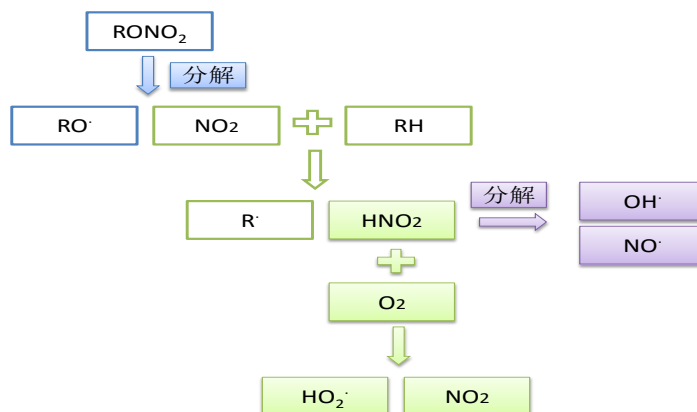 RONO₂
分解
RO· NO2 RH
R· HNO2 分解 OH·
NO·
O2
HO₂· NO2